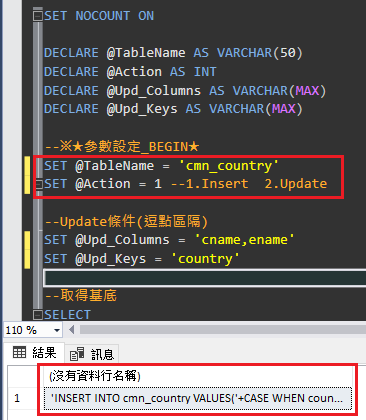 SET NOCOUNT ON
DECLARE @TableName AS VARCHAR(50)
DECLARE @Action AS INT
DECLARE @Upd_Columns AS VARCHAR(MAX)
DECLARE @Upd_Keys AS VARCHAR(MAX)
--※★參數設定_BEGIN★
SET @TableName = 'cmn_country'
SET @Action = 1 --1.Insert  2.Update
--Update條件(逗點區隔)
SET @Upd_Columns = 'cname,ename'
SET @Upd_Keys = 'country'
--取得基底
SELECT
110 %
結果 訊息
(沒有資料行名稱)
1 'INSERT INTO cmn_country VALUES('+CASE WHEN coun...